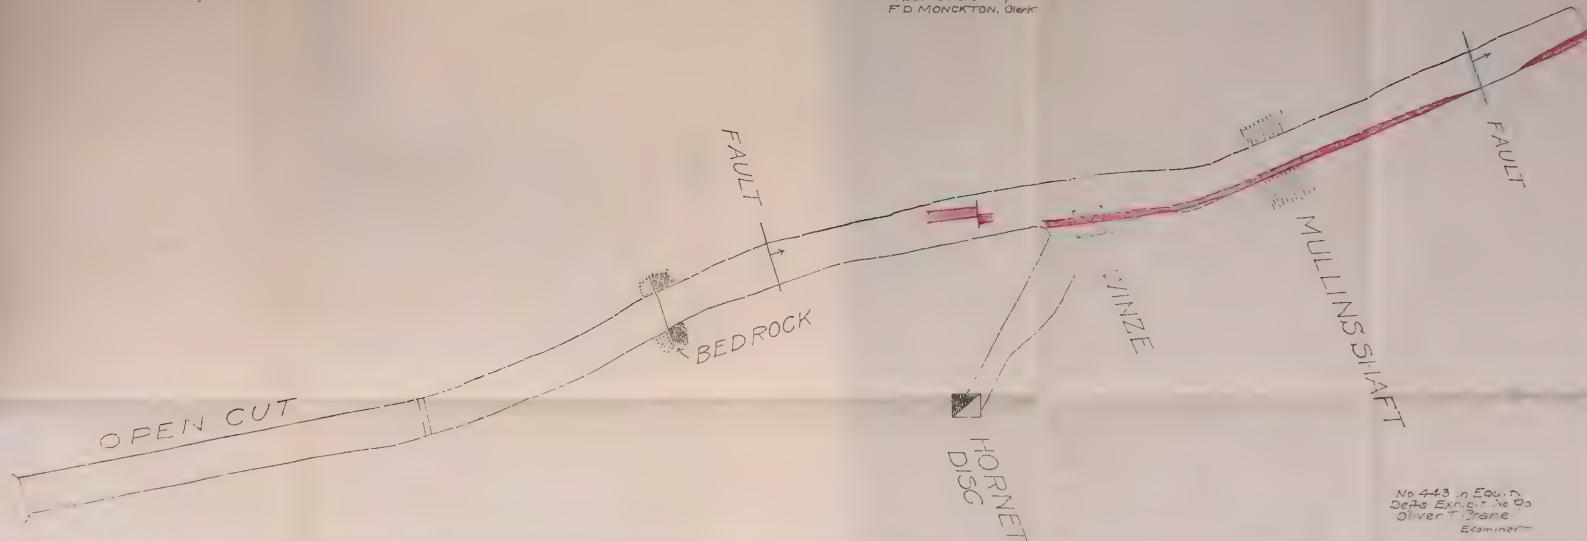 F D MONCKTON, Clerk
FAULT
FAULT
WINZE
MULLINS SHAFT
BEDROCK
OPEN CUT
HORNET
DISC
No 443 in Equity
Defts Exhibit No
Oliver T Crane
Examiner